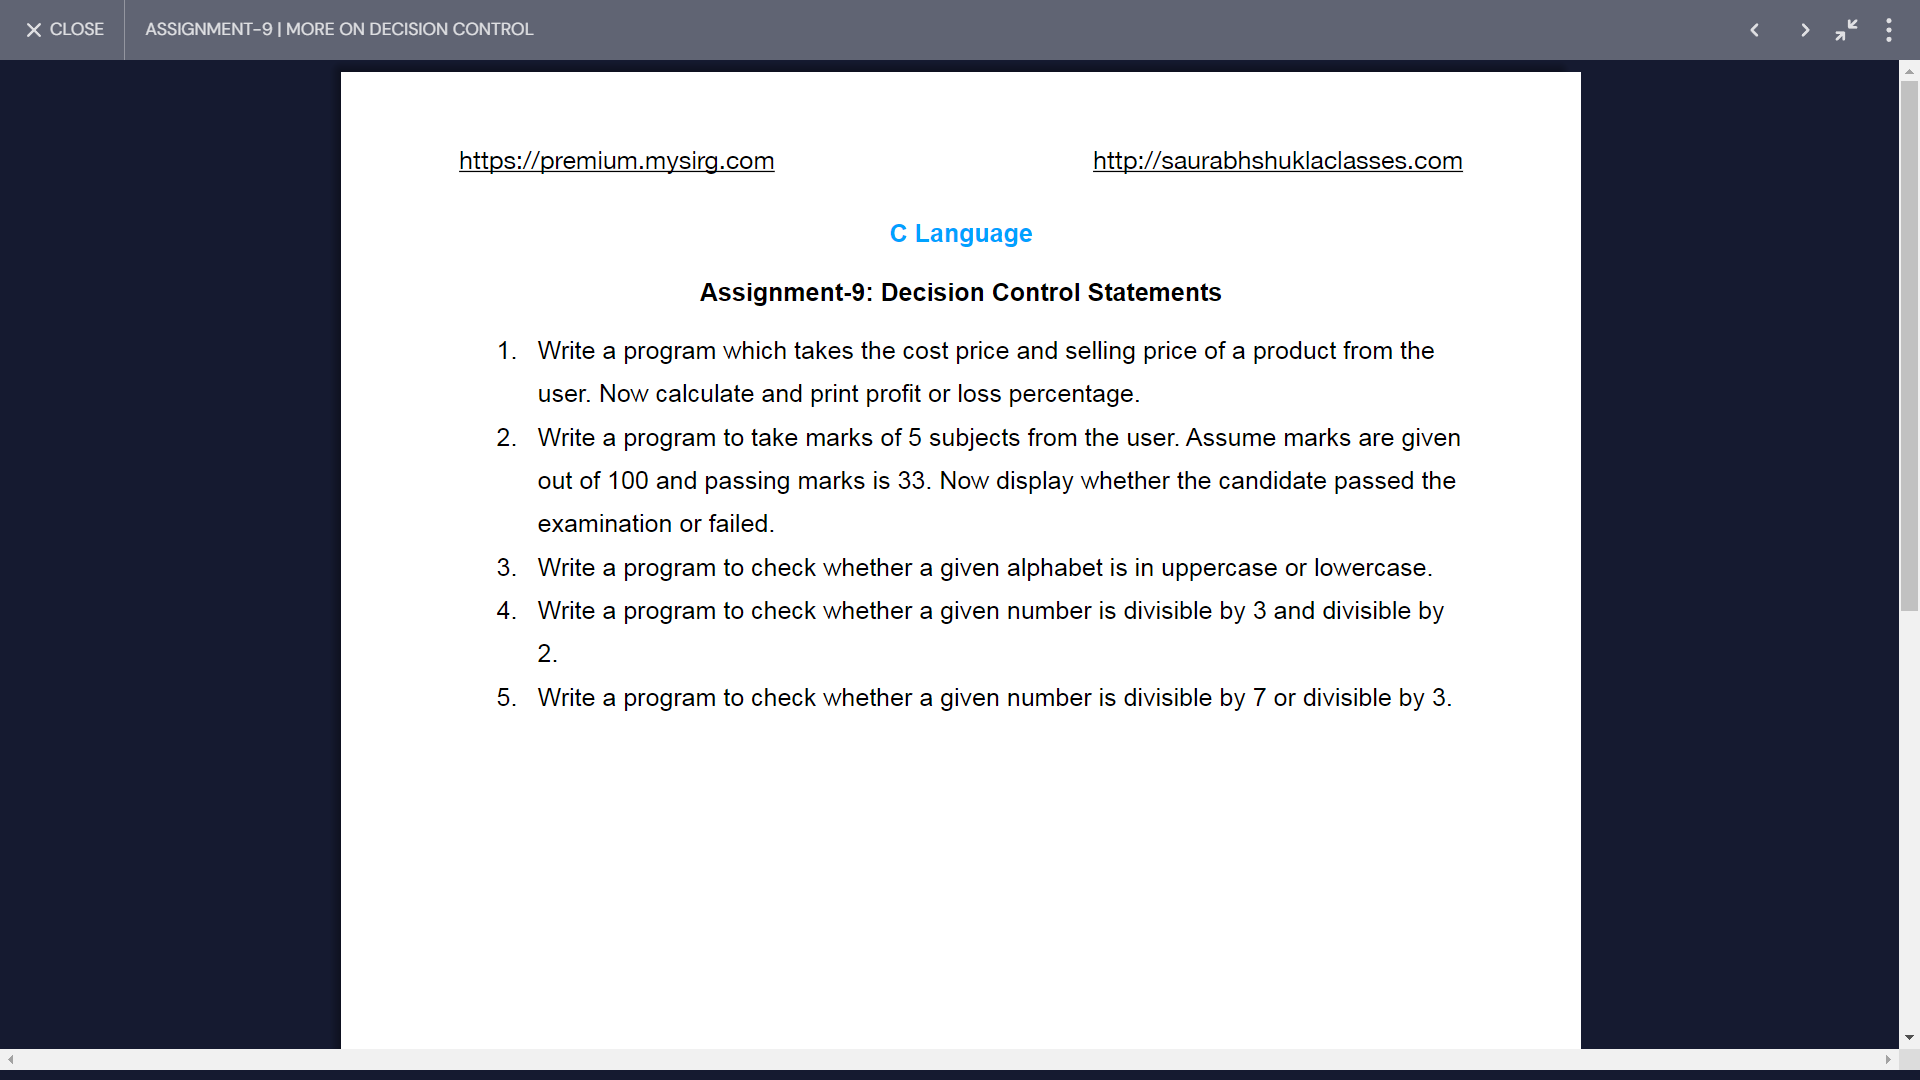 CLOSE
ASSIGNMENT-9 | MORE ON DECISION CONTROL
https://premium.mysirg.com
http://saurabhshuklaclasses.com
C Language
Assignment-9: Decision Control Statements
1. Write a program which takes the cost price and selling price of a product from the
user. Now calculate and print profit or loss percentage.
2. Write a program to take marks of 5 subjects from the user. Assume marks are given
out of 100 and passing marks is 33. Now display whether the candidate passed the
examination or failed.
3. Write a program to check whether a given alphabet is in uppercase or lowercase.
4. Write a program to check whether a given number is divisible by 3 and divisible by
2.
5. Write a program to check whether a given number is divisible by 7 or divisible by 3.